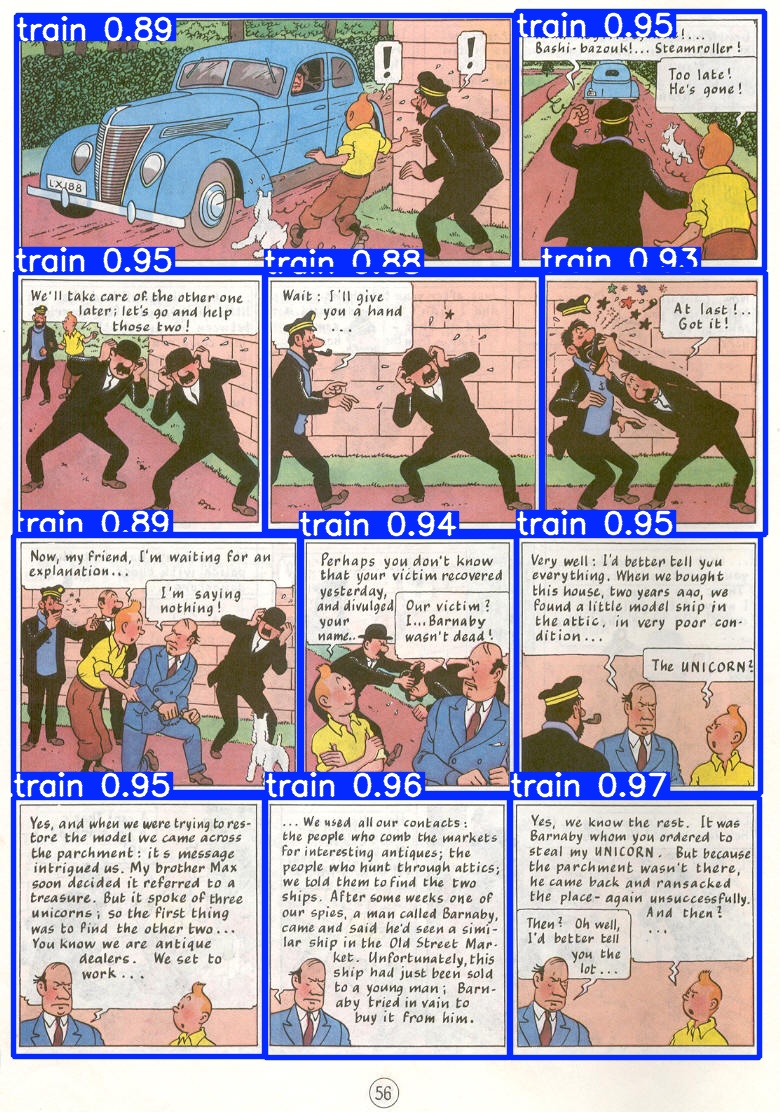 train 0.89
!
!
LX188
train 0.95
Bashi-bazouk!... Steamroller!
Too late!
He's gone!
train 0.95
We'll take care of the other one
later; let's go and help
those two!
train 0.88
Wait: I'll give
you a hand
...
train 0.93
At last!..
Got it!
train 0.89
Now, my friend, I'm waiting for an
explanation...
I'm saying
nothing!
train 0.94
Perhaps you don't know
that your victim recovered
yesterday,
and divulged
your
name...
Our victim?
I...Barnaby
wasn't dead!
train 0.95
Very well: I'd better tell you
everything. When we bought
this house, two years ago, we
found a little model ship in
the attic, in very poor con-
dition...
The UNICORN?
train 0.95
Yes, and when we were trying to res-
tore the model we came across
the parchment: it's message
intrigued us. My brother Max
soon decided it referred to a
treasure. But it spoke of three
unicorns; so the first thing
was to find the other two...
You know we are antique
dealers. We set to
work...
train 0.96
... We used all our contacts:
the people who comb the markets
for interesting antiques; the
people who hunt through attics;
we told them to find the two
ships. After some weeks one of
our spies, a man called Barnaby,
came and said he'd seen a simi-
lar ship in the Old Street Mar-
ket. Unfortunately, this
ship had just been sold
to a young man; Barn-
aby tried in vain to
buy it from him.
train 0.97
Yes, we know the rest. It was
Barnaby whom you ordered to
steal my UNICORN. But because
the parchment wasn't there,
he came back and ransacked
the place- again unsuccessfully.
And then?
...
Then? Oh well,
I'd better tell
you the
lot...
56